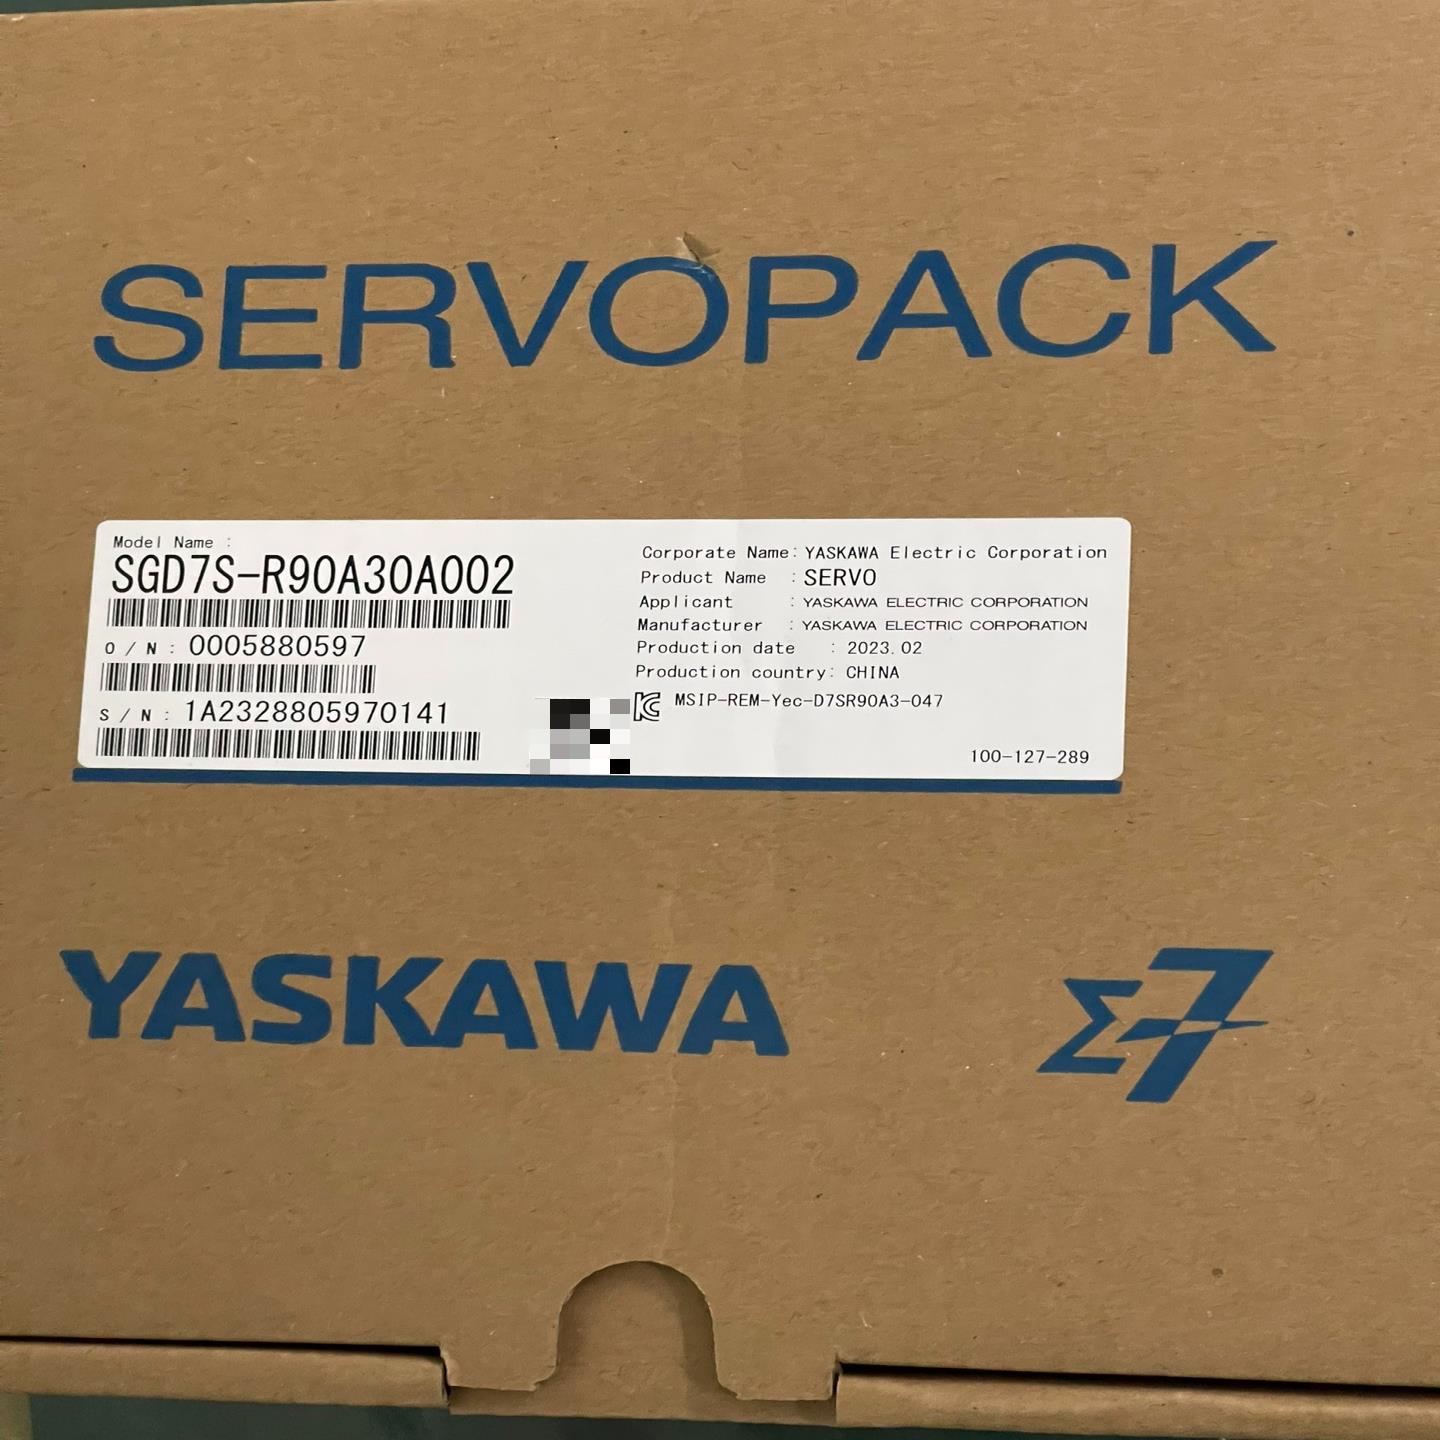 SERVOPACK
Model Name :
SGD7S-R90A30A002
O / N : 0005880597
S / N : 1A2328805970141
Corporate Name: YASKAWA Electric Corporation
Product Name : SERVO
Applicant : YASKAWA ELECTRIC CORPORATION
Manufacturer : YASKAWA ELECTRIC CORPORATION
Production date : 2023.02
Production country: CHINA
MSIP-REM-Yec-D7SR90A3-047
100-127-289
YASKAWA
Σ-7